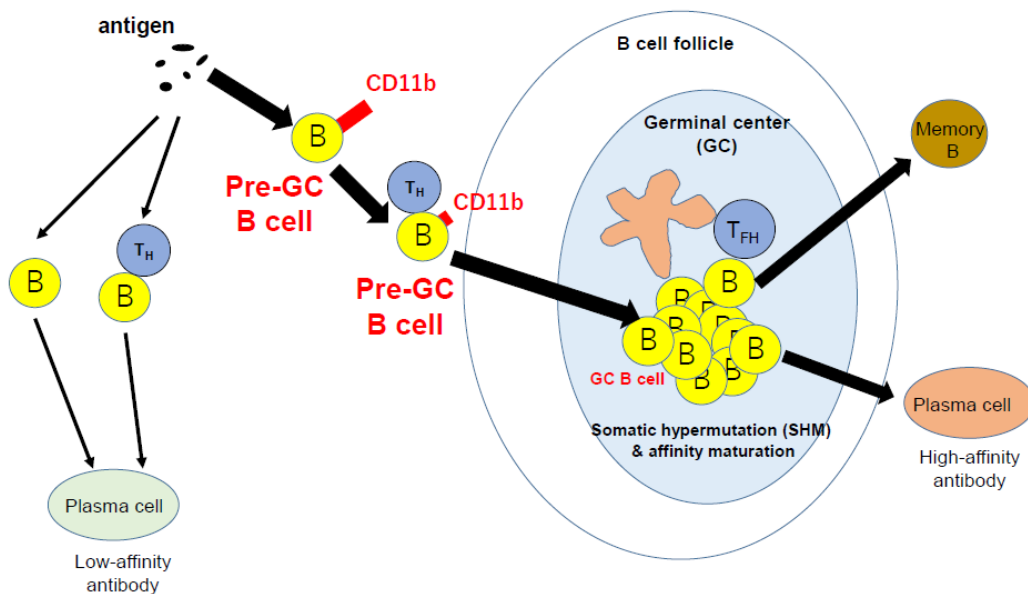 antigen
CD11b
B
Pre-GC
B cell
TH
CD11b
B
Pre-GC
B cell
B
TH
B
Plasma cell
Low-affinity
antibody
B cell follicle
Germinal center
(GC)
TFH
B
B
B
B
B
B
B
B
B
B
B
GC B cell
Somatic hypermutation (SHM)
& affinity maturation
Memory
B
Plasma cell
High-affinity
antibody